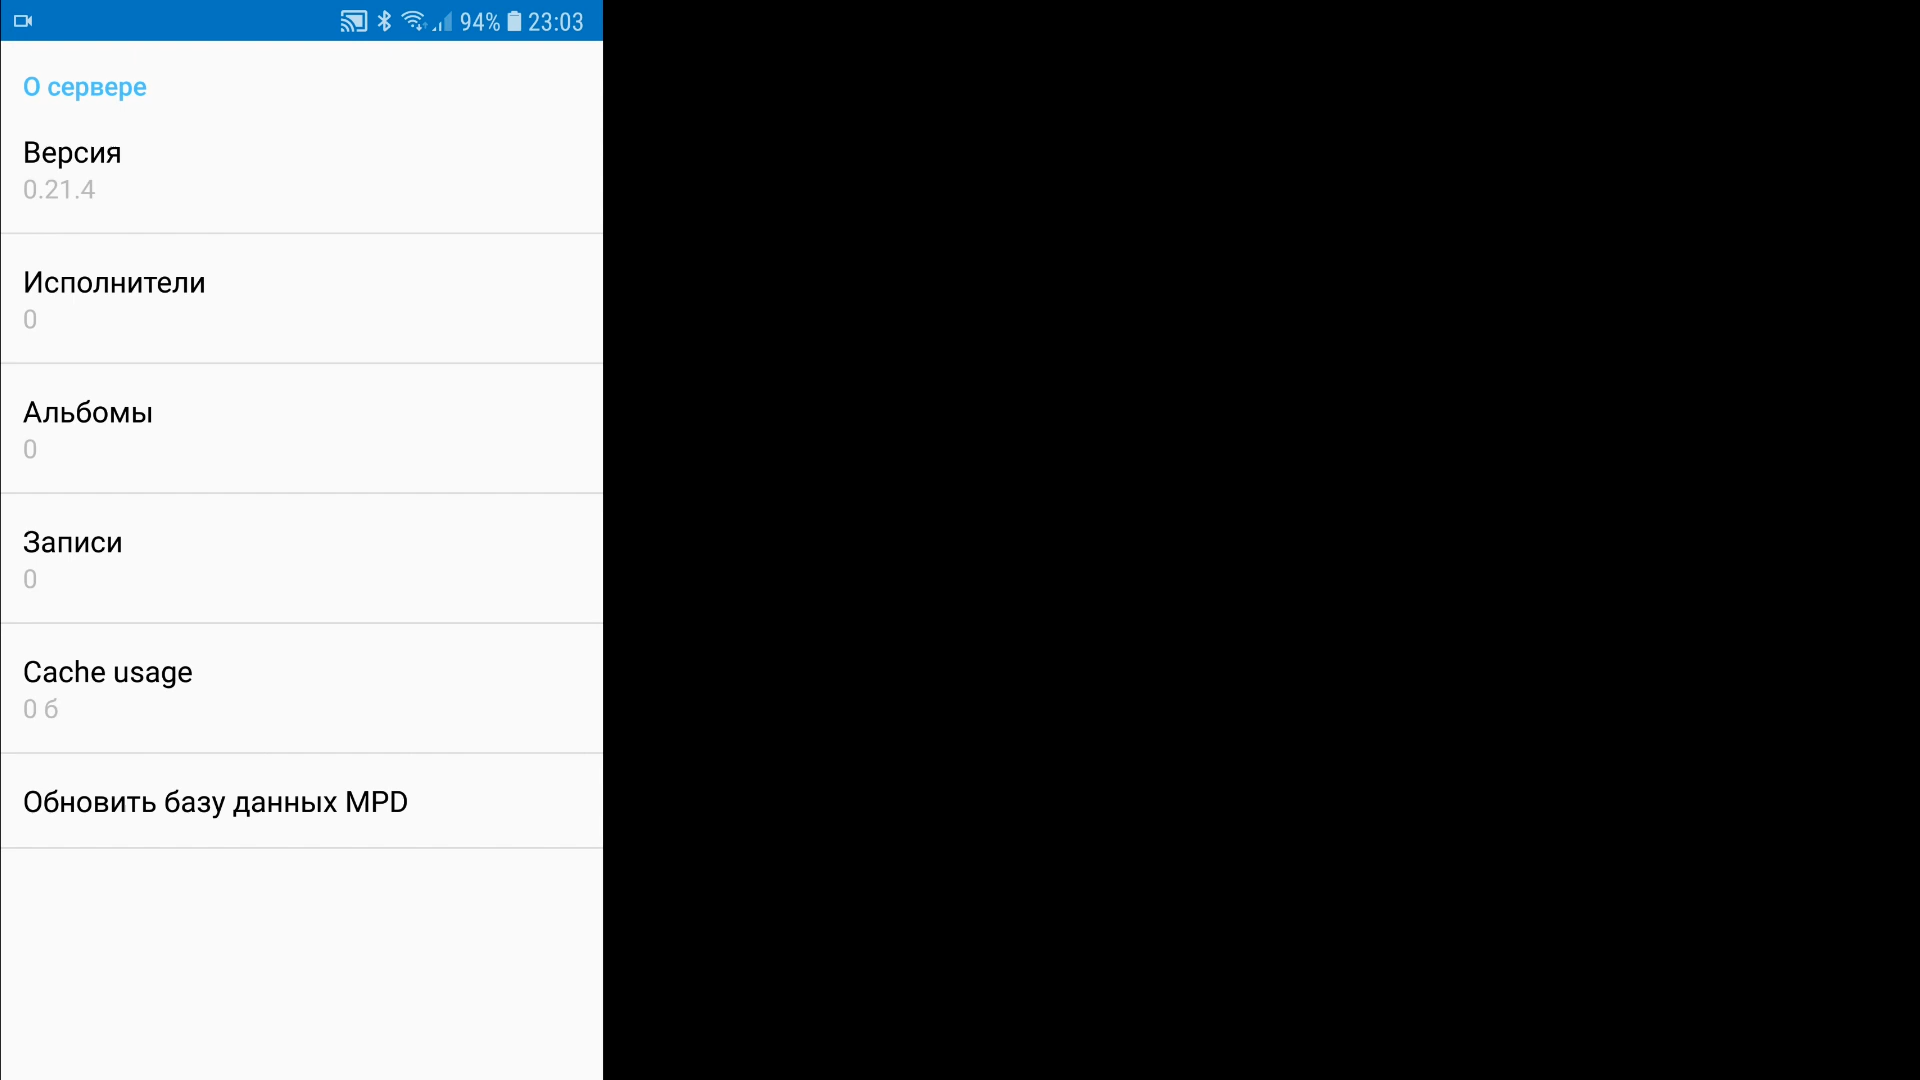 94% 23:03
О сервере
Версия
0.21.4
Исполнители
0
Альбомы
0
Записи
0
Cache usage
0 б
Обновить базу данных MPD